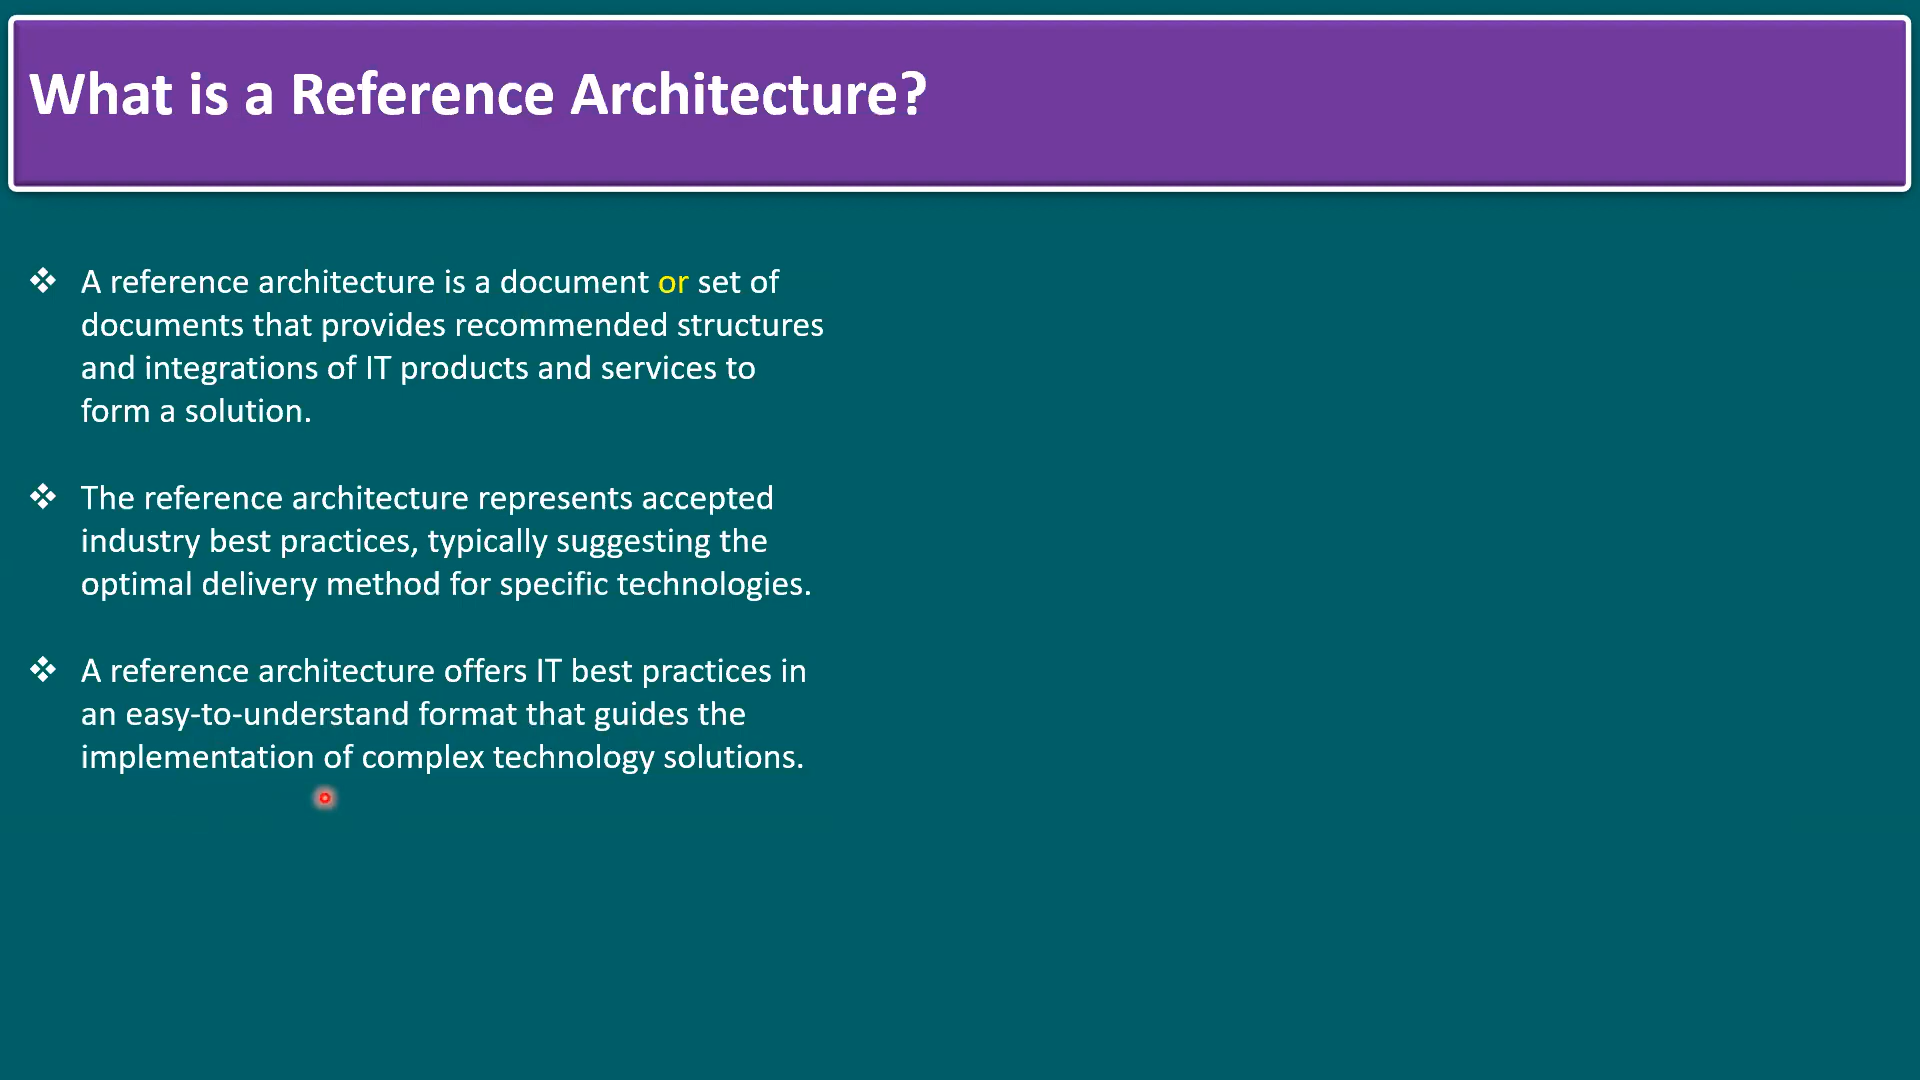 What is a Reference Architecture?
❖ A reference architecture is a document or set of
documents that provides recommended structures
and integrations of IT products and services to
form a solution.
❖ The reference architecture represents accepted
industry best practices, typically suggesting the
optimal delivery method for specific technologies.
❖ A reference architecture offers IT best practices in
an easy-to-understand format that guides the
implementation of complex technology solutions.